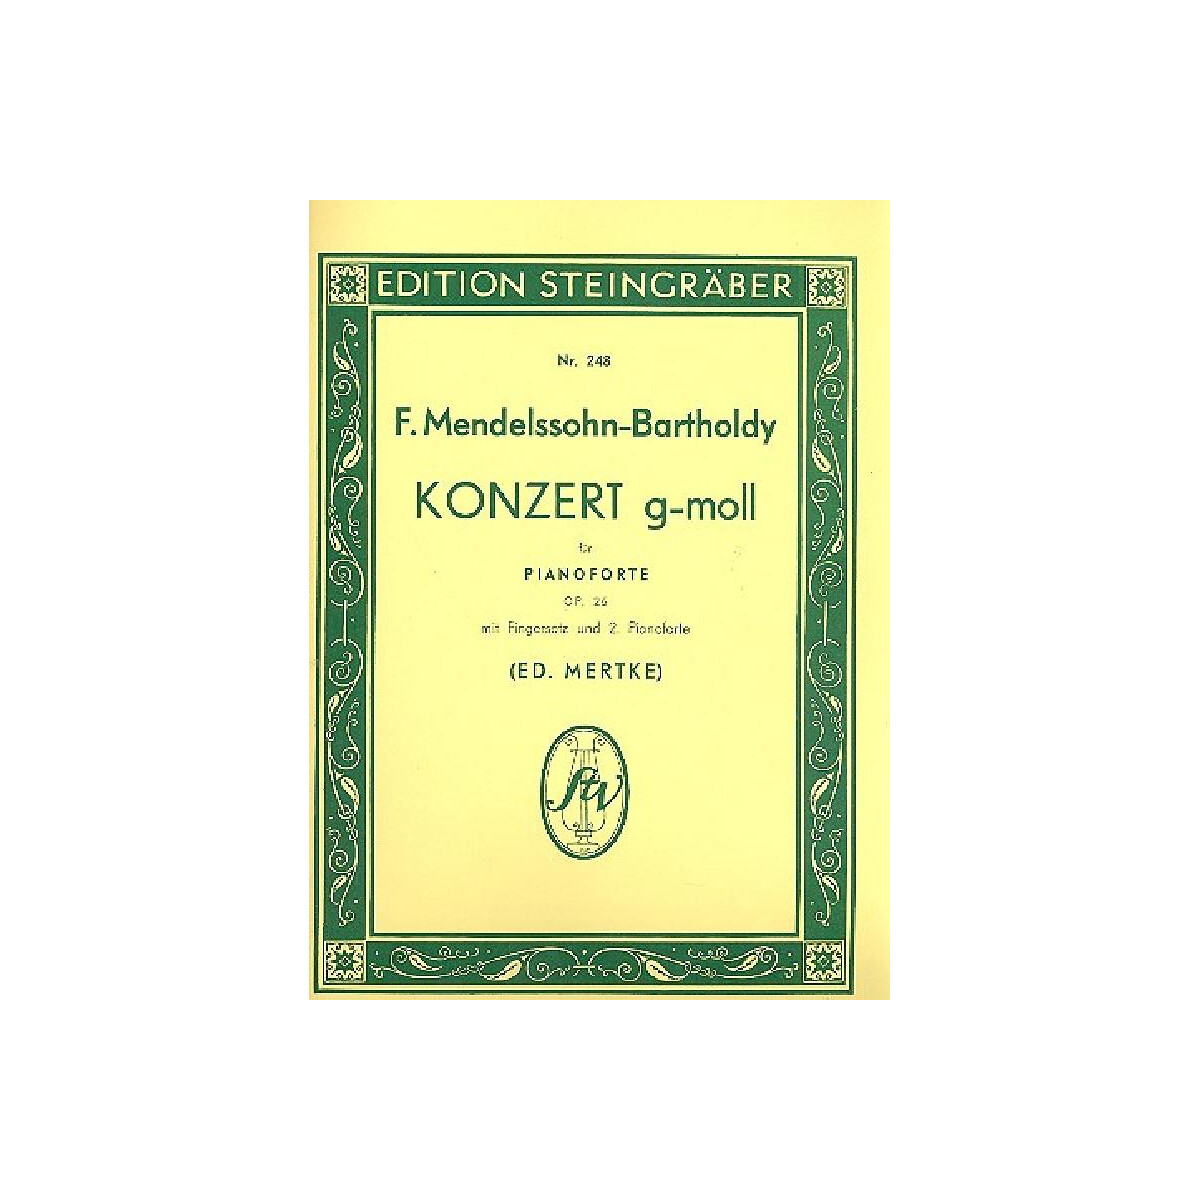 EDITION STEINGRÄBER
Nr. 248
F. Mendelssohn-Bartholdy
KONZERT g-moll
für
PIANOFORTE
OP. 25
mit Fingersatz und 2. Pianoforte
(ED. MERTKE)
StV